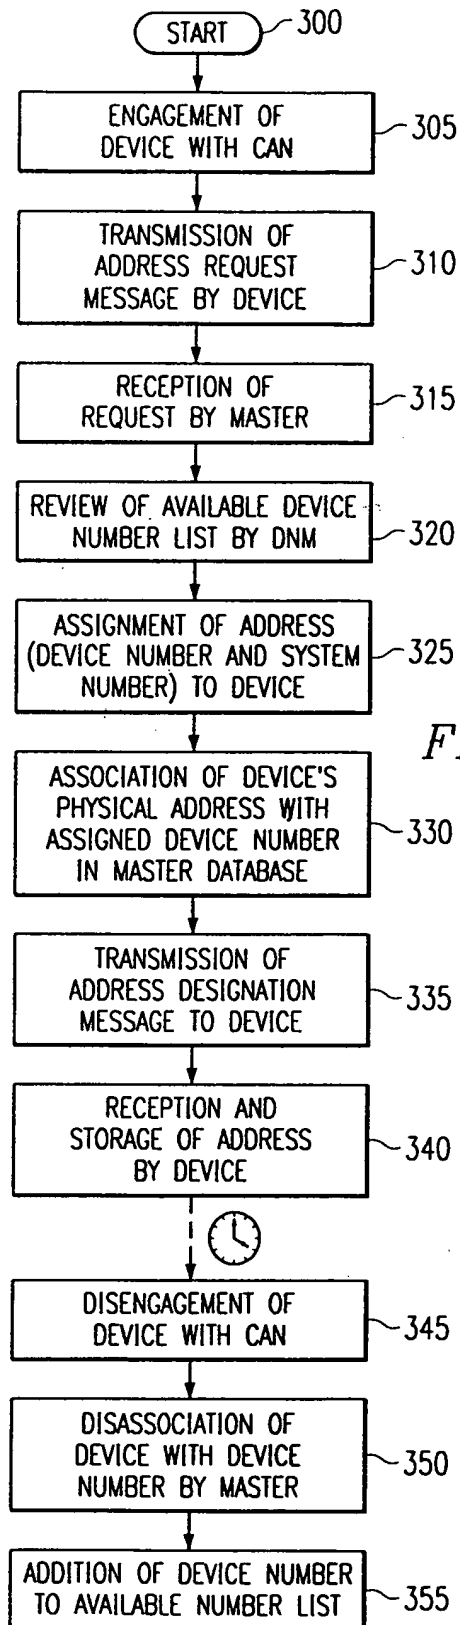 START
300
ENGAGEMENT OF
DEVICE WITH CAN
305
TRANSMISSION OF
ADDRESS REQUEST
MESSAGE BY DEVICE
310
RECEPTION OF
REQUEST BY MASTER
315
REVIEW OF AVAILABLE DEVICE
NUMBER LIST BY DNM
320
ASSIGNMENT OF ADDRESS
(DEVICE NUMBER AND SYSTEM
NUMBER) TO DEVICE
325
ASSOCIATION OF DEVICE'S
PHYSICAL ADDRESS WITH
ASSIGNED DEVICE NUMBER
IN MASTER DATABASE
330
TRANSMISSION OF
ADDRESS DESIGNATION
MESSAGE TO DEVICE
335
RECEPTION AND
STORAGE OF ADDRESS
BY DEVICE
340
DISENGAGEMENT OF
DEVICE WITH CAN
345
DISASSOCIATION OF
DEVICE WITH DEVICE
NUMBER BY MASTER
350
ADDITION OF DEVICE NUMBER
TO AVAILABLE NUMBER LIST
355